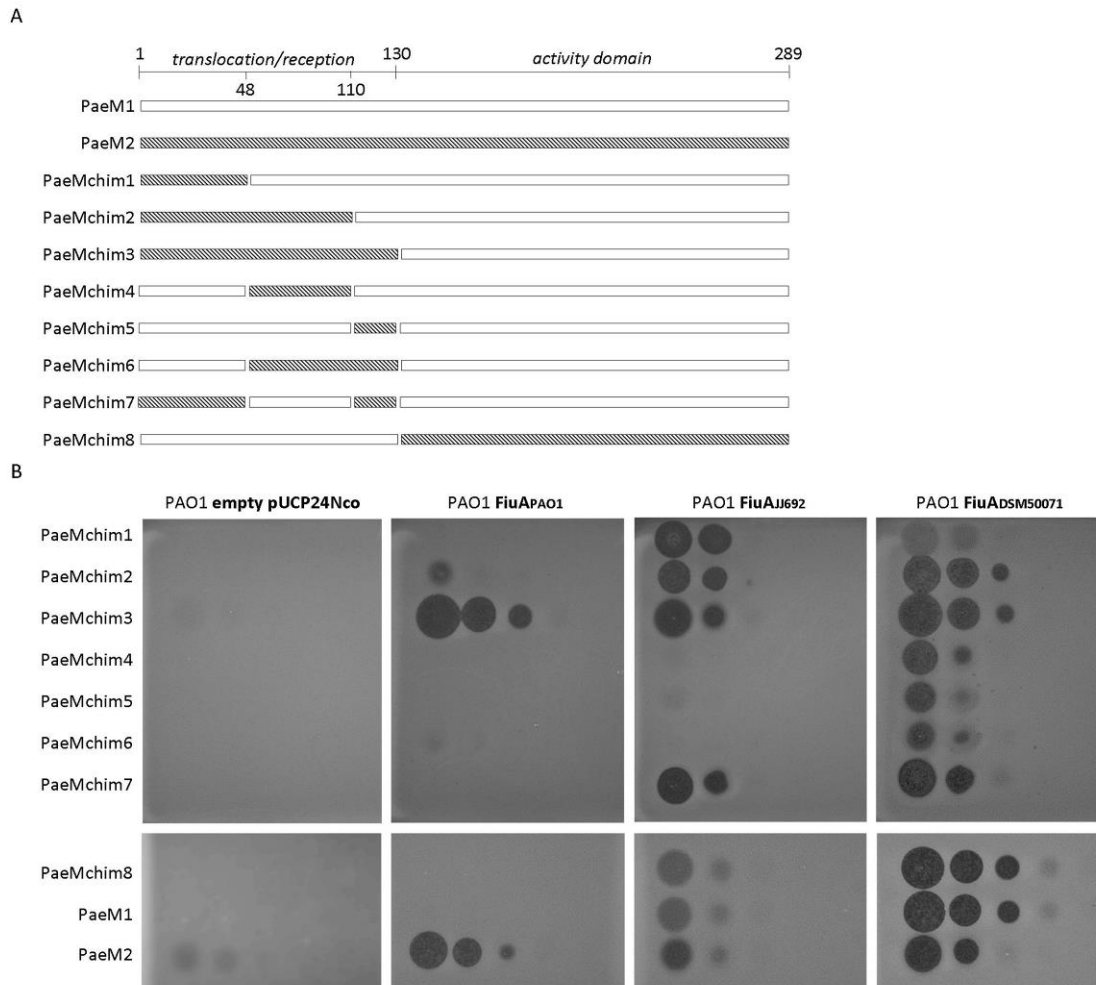 A
1 translocation/reception 130 activity domain 289
48 110
PaeM1
PaeM2
PaeMchim1
PaeMchim2
PaeMchim3
PaeMchim4
PaeMchim5
PaeMchim6
PaeMchim7
PaeMchim8
B
PAO1 empty pUCP24Nco PAO1 FiuAPAO1 PAO1 FiuAJJ692 PAO1 FiuADSM50071
PaeMchim1
PaeMchim2
PaeMchim3
PaeMchim4
PaeMchim5
PaeMchim6
PaeMchim7
PaeMchim8
PaeM1
PaeM2